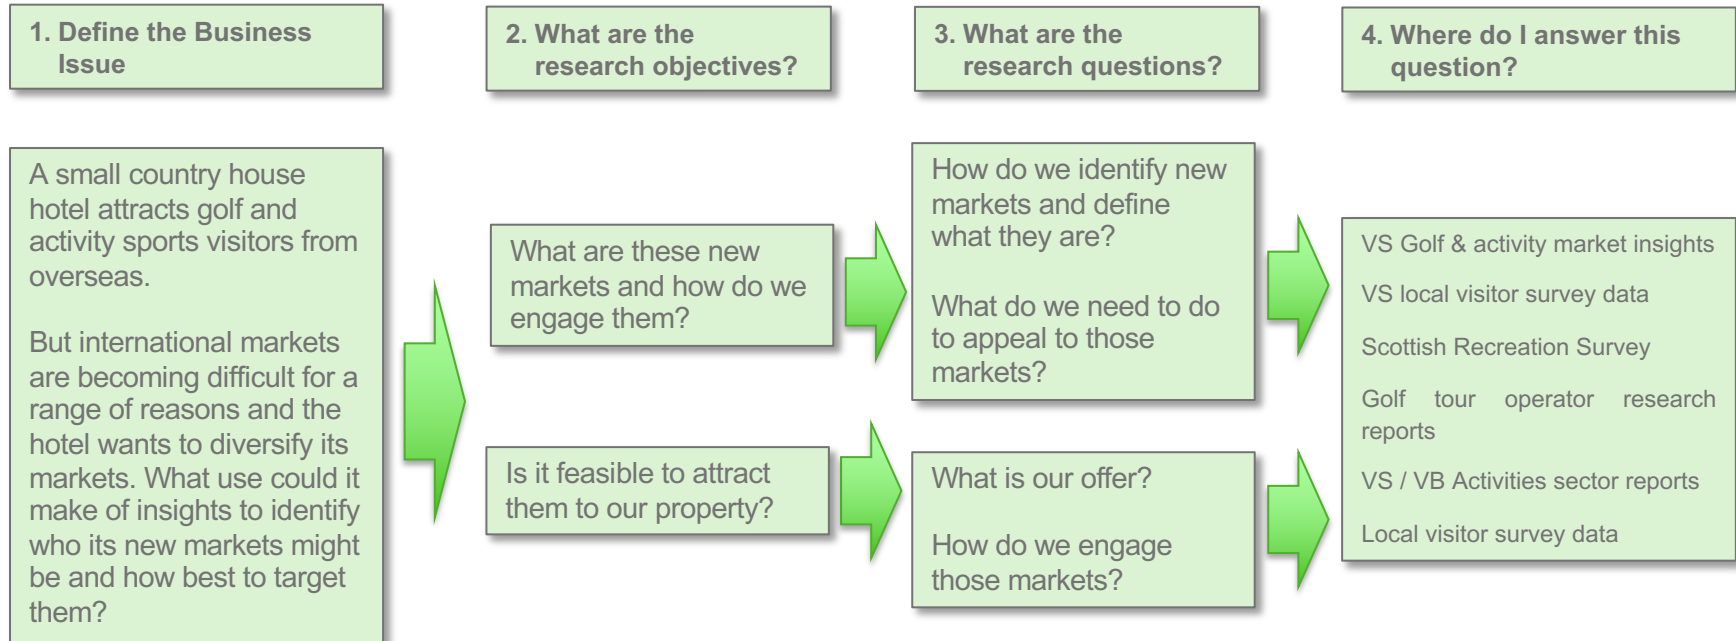 1. Define the Business
Issue
2. What are the
research objectives?
3. What are the
research questions?
4. Where do I answer this
question?
A small country house
hotel attracts golf and
activity sports visitors from
overseas.
But international markets
are becoming difficult for a
range of reasons and the
hotel wants to diversify its
markets. What use could it
make of insights to identify
who its new markets might
be and how best to target
them?
What are these new
markets and how do we
engage them?
Is it feasible to attract
them to our property?
How do we identify new
markets and define
what they are?
What do we need to do
to appeal to those
markets?
What is our offer?
How do we engage
those markets?
VS Golf & activity market insights
VS local visitor survey data
Scottish Recreation Survey
Golf tour operator research
reports
VS / VB Activities sector reports
Local visitor survey data